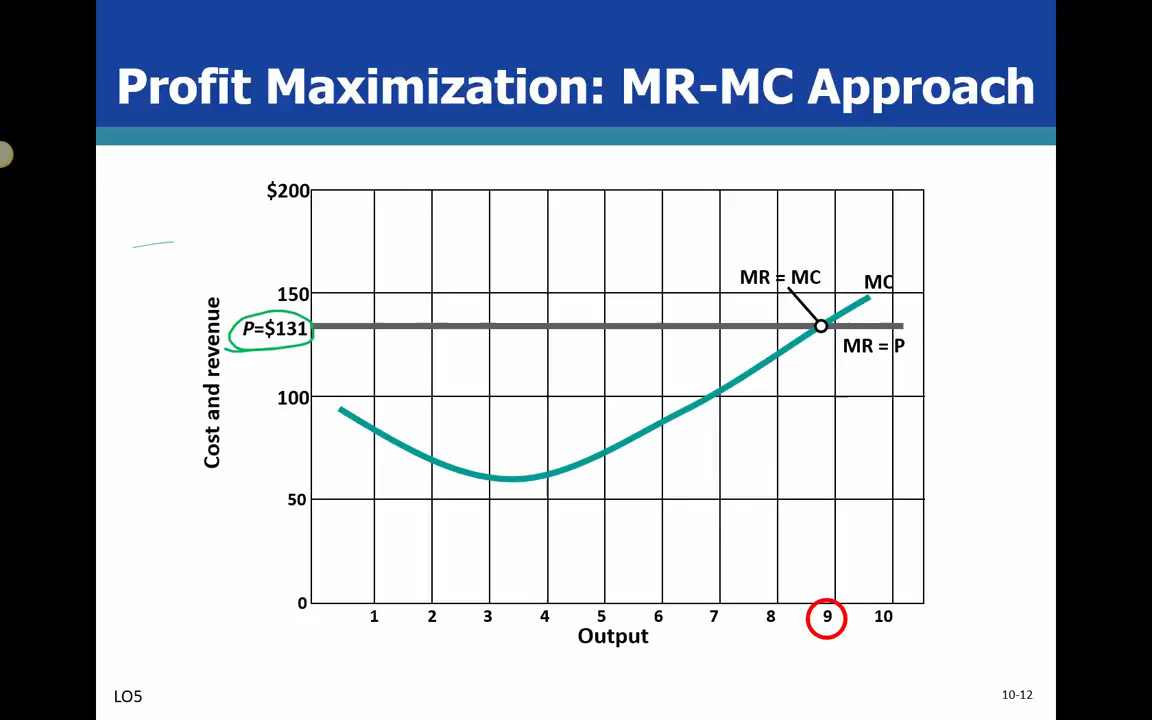 Profit Maximization: MR-MC Approach
$200
150
P=$131
100
50
0
Cost and revenue
MR = MC
MC
MR = P
1 2 3 4 5 6 7 8 9 10
Output
LO5
10-12